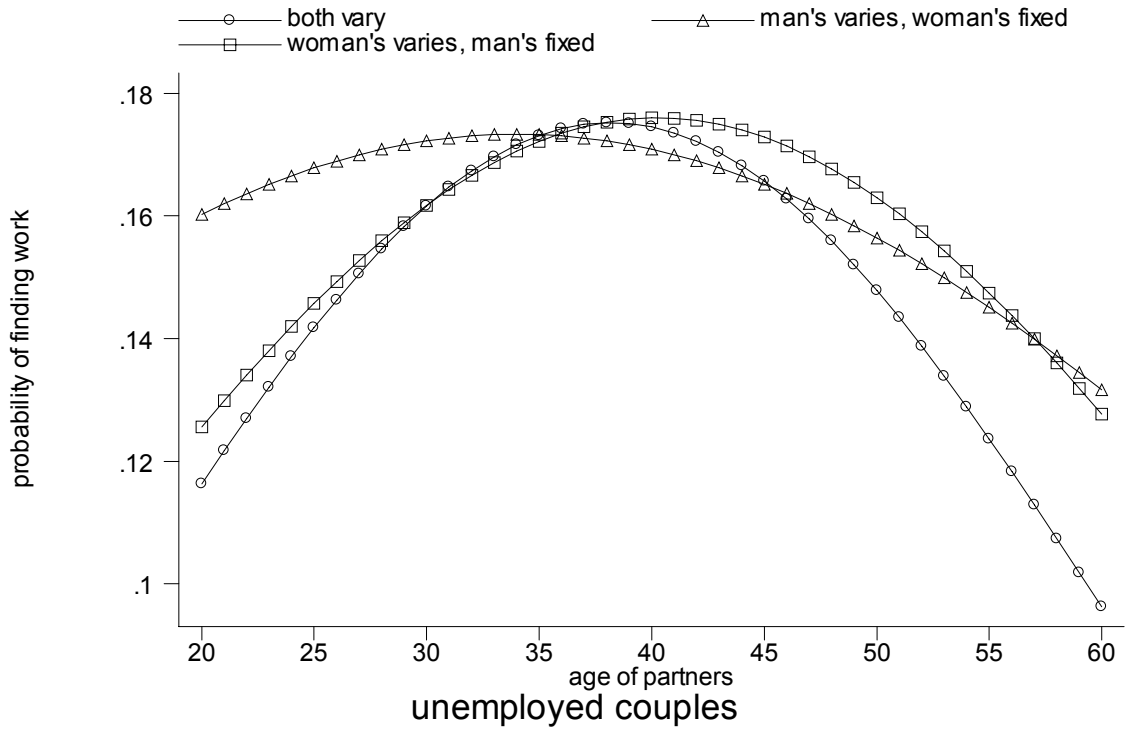 both vary
man's varies, woman's fixed
woman's varies, man's fixed
probability of finding work
.18
.16
.14
.12
.1
20 25 30 35 40 45 50 55 60
age of partners
unemployed couples